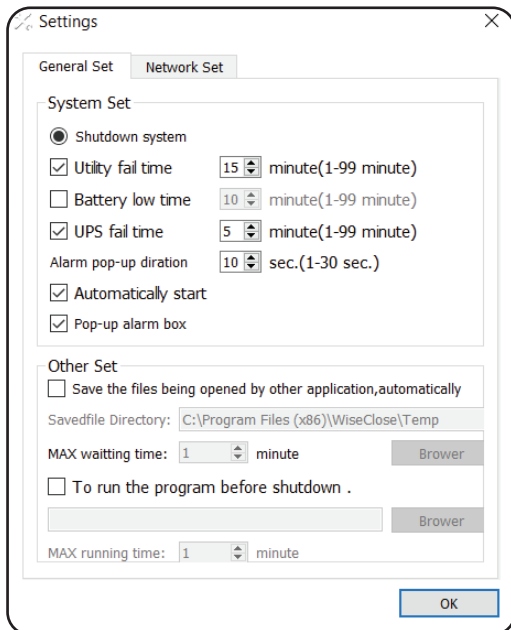 Settings
General Set Network Set
System Set
Shutdown system
Utility fail time 15 minute(1-99 minute)
Battery low time 10 minute(1-99 minute)
UPS fail time 5 minute(1-99 minute)
Alarm pop-up diration 10 sec.(1-30 sec.)
Automatically start
Pop-up alarm box
Other Set
Save the files being opened by other application,automatically
Savedfile Directory: C:\Program Files (x86)\WiseClose\Temp
MAX waitting time: 1 minute Brower
To run the program before shutdown .
Brower
MAX running time: 1 minute
OK